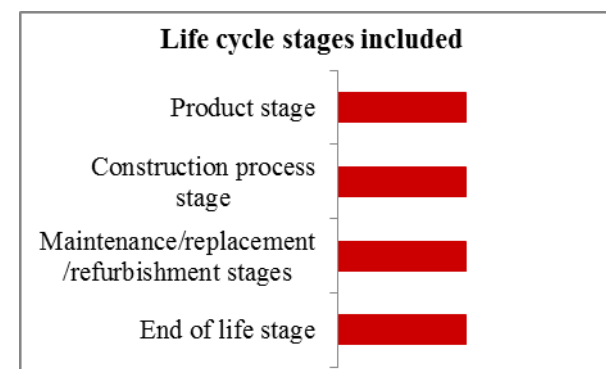 Life cycle stages included
Product stage
Construction process
stage
Maintenance/replacement
/refurbishment stages
End of life stage